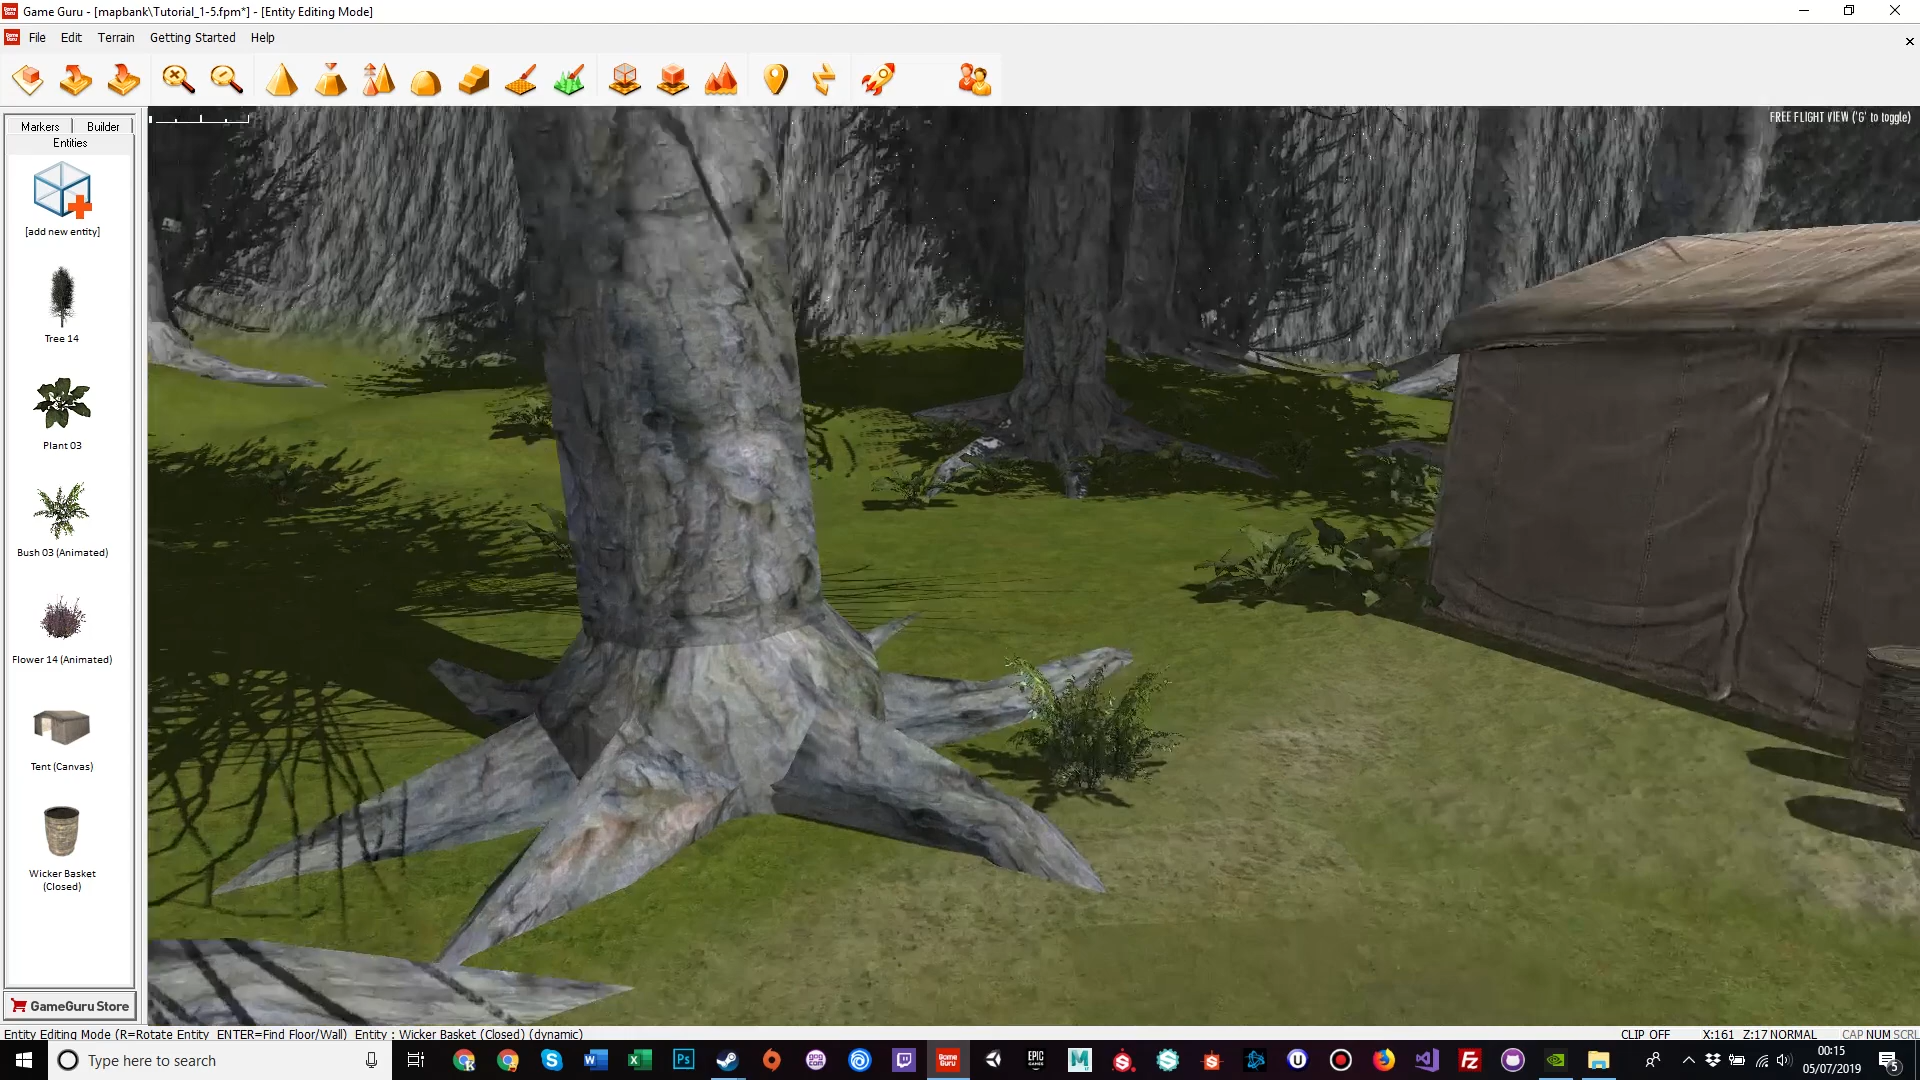 Game Guru - [mapbank\Tutorial_1-5.fpm*] - [Entity Editing Mode]
File Edit Terrain Getting Started Help
FREE FLIGHT VIEW ('G' to toggle)
Markers Builder
Entities
[add new entity]
Tree 14
Plant 03
Bush 03 (Animated)
Flower 14 (Animated)
Tent (Canvas)
Wicker Basket
(Closed)
GameGuru Store
Entity Editing Mode (R=Rotate Entity ENTER=Find Floor/Wall) Entity : Wicker Basket (Closed) (dynamic)
CLIP OFF X:161 Z:17 NORMAL CAP NUM SCRL
Type here to search
00:15
05/07/2019
5